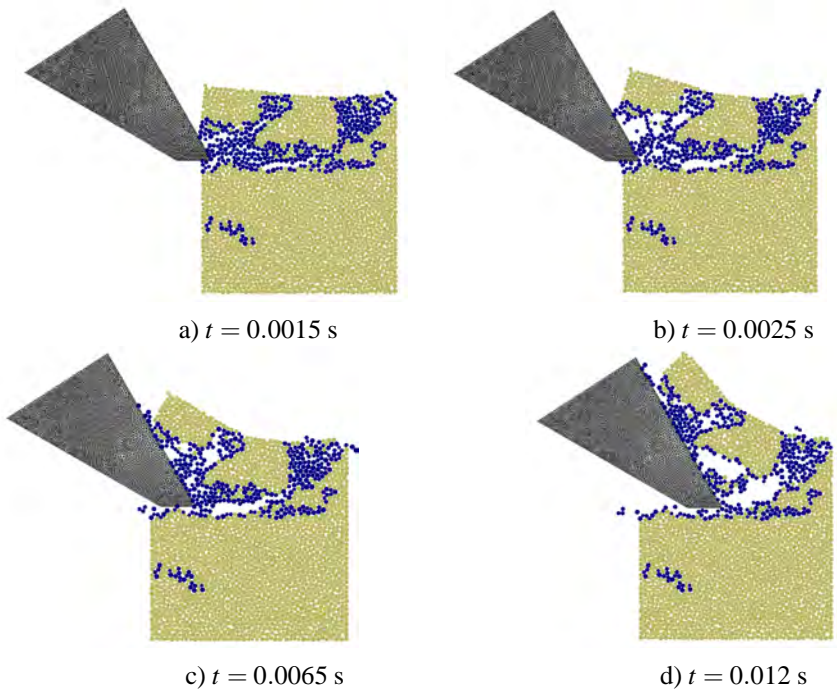 a) t = 0.0015 s
b) t = 0.0025 s
c) t = 0.0065 s
d) t = 0.012 s